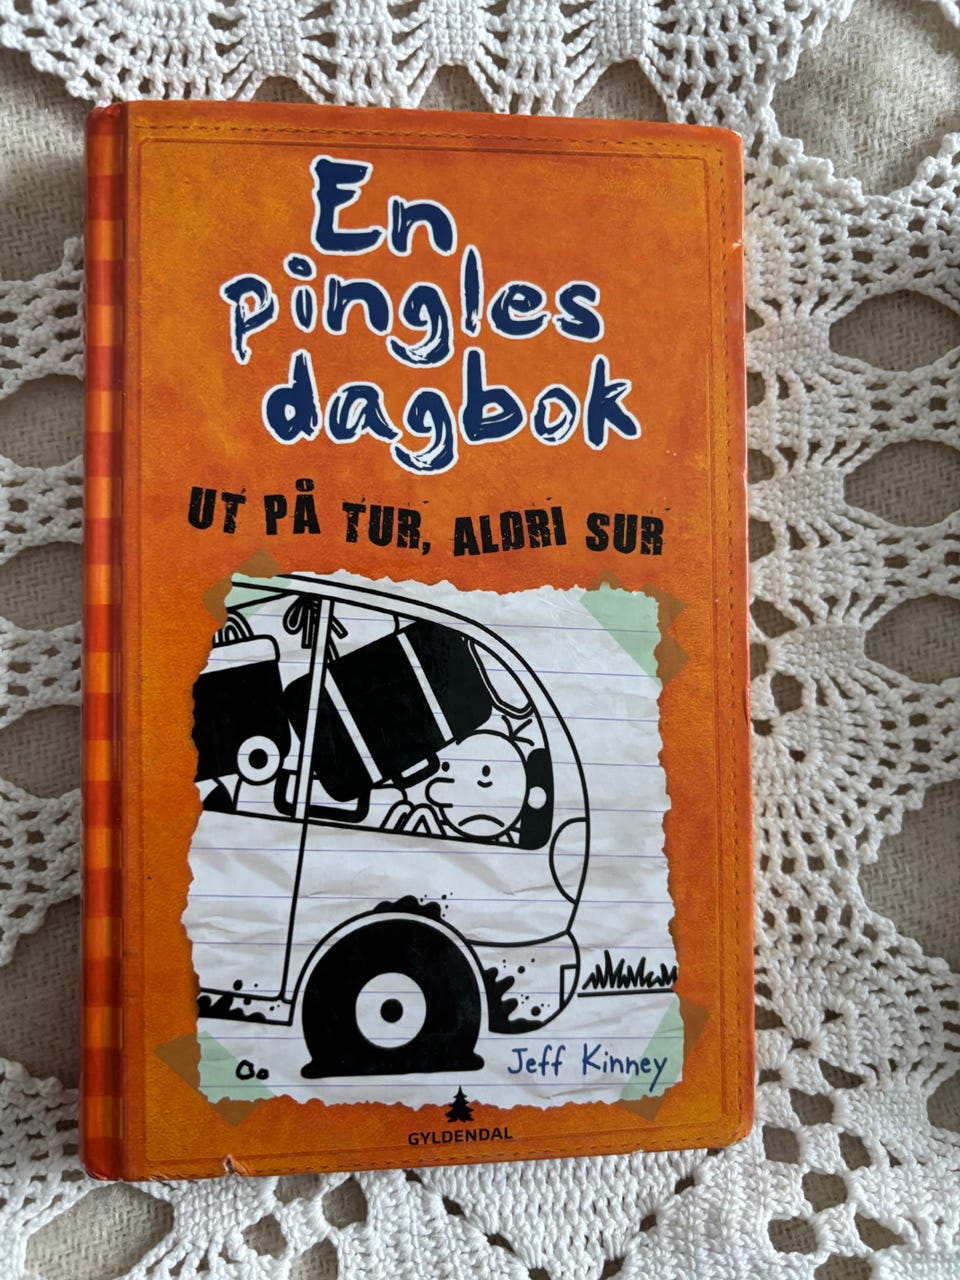 En
pingles
dagbok
UT PÅ TUR, ALDRI SUR
Jeff Kinney
GYLDENDAL